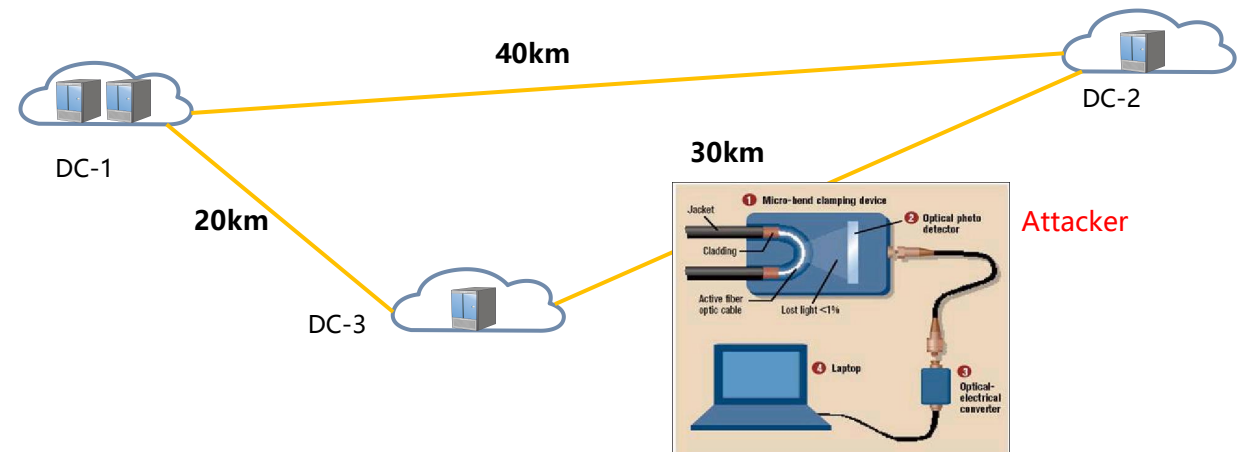 40km
DC-2
DC-1
30km
20km
DC-3
Attacker
1 Micro-bend clamping device
Jacket
2 Optical photo
detector
Cladding
Active fiber
optic cable
Lost light <1%
4 Laptop
3
Optical-
electrical
converter